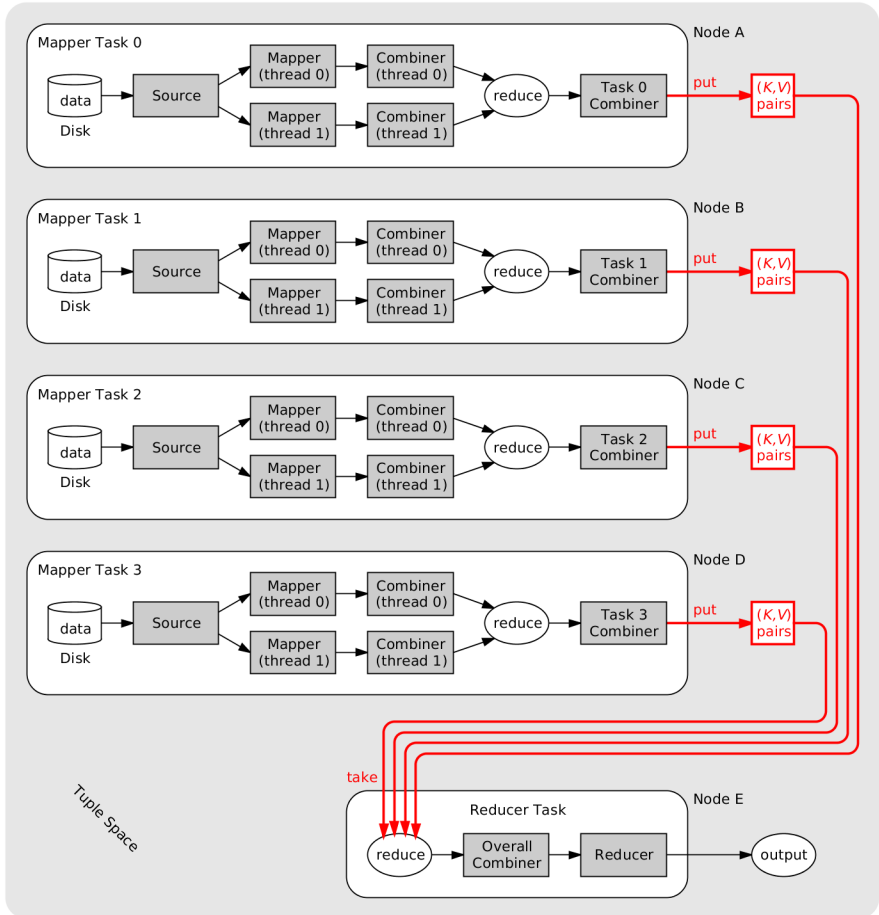 Mapper Task 0
Node A
data
Disk
Source
Mapper
(thread 0)
Combiner
(thread 0)
Mapper
(thread 1)
Combiner
(thread 1)
reduce
Task 0
Combiner
put
(K,V)
pairs
Mapper Task 1
Node B
data
Disk
Source
Mapper
(thread 0)
Combiner
(thread 0)
Mapper
(thread 1)
Combiner
(thread 1)
reduce
Task 1
Combiner
put
(K,V)
pairs
Mapper Task 2
Node C
data
Disk
Source
Mapper
(thread 0)
Combiner
(thread 0)
Mapper
(thread 1)
Combiner
(thread 1)
reduce
Task 2
Combiner
put
(K,V)
pairs
Mapper Task 3
Node D
data
Disk
Source
Mapper
(thread 0)
Combiner
(thread 0)
Mapper
(thread 1)
Combiner
(thread 1)
reduce
Task 3
Combiner
put
(K,V)
pairs
Tuple Space
take
Node E
Reducer Task
reduce
Overall
Combiner
Reducer
output